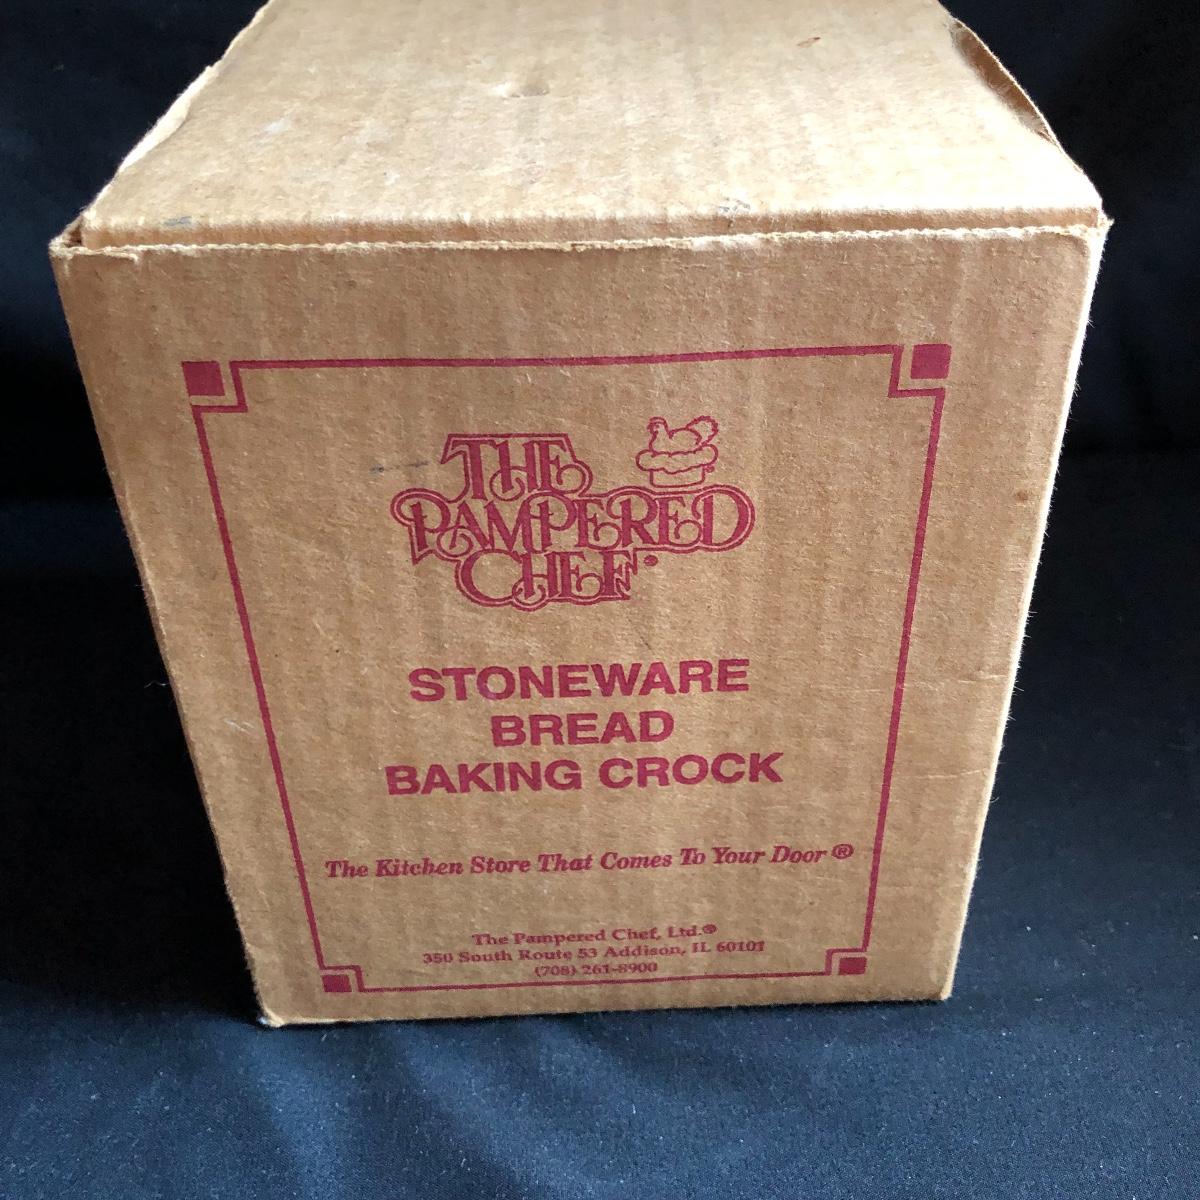 THE
PAMPERED
CHEF®
STONEWARE
BREAD
BAKING CROCK
The Kitchen Store That Comes To Your Door ®
The Pampered Chef, Ltd.®
350 South Route 53 Addison, IL 60101
(708) 261-8900